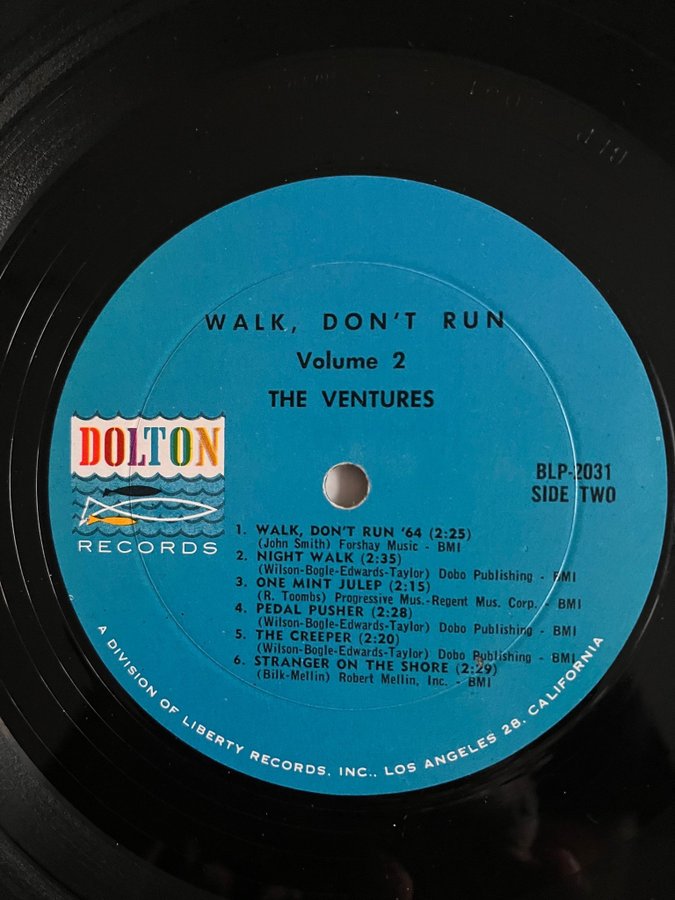 WALK, DON'T RUN
Volume 2
THE VENTURES
DOLTON
RECORDS
BLP-2031
SIDE TWO
1. WALK, DON'T RUN '64 (2:25)
(John Smith) Forshay Music - BMI
2. NIGHT WALK (2:35)
(Wilson-Bogle-Edwards-Taylor) Dobo Publishing - BMI
3. ONE MINT JULEP (2:15)
(R. Toombs) Progressive Mus.-Regent Mus. Corp. - BMI
4. PEDAL PUSHER (2:28)
(Wilson-Bogle-Edwards-Taylor) Dobo Publishing - BMI
5. THE CREEPER (2:20)
(Wilson-Bogle-Edwards-Taylor) Dobo Publishing - BMI
6. STRANGER ON THE SHORE (2:29)
(Bilk-Mellin) Robert Mellin, Inc. - BMI
A DIVISION OF LIBERTY RECORDS, INC., LOS ANGELES 28, CALIFORNIA